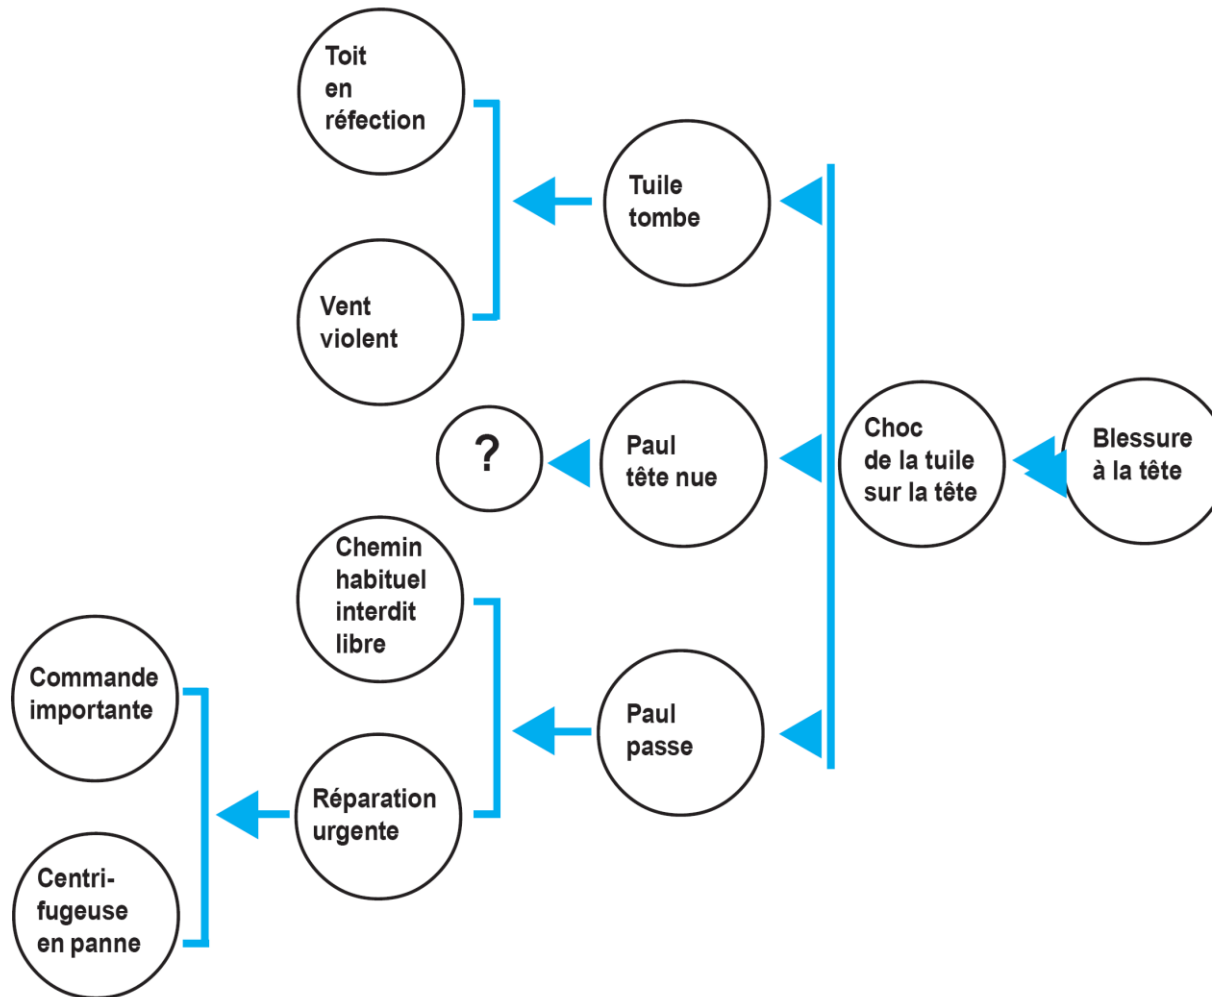 Toit
en
réfection
Tuile
tombe
Vent
violent
?
Paul
tête nue
Choc
de la tuile
sur la tête
Blessure
à la tête
Chemin
habituel
interdit
libre
Commande
importante
Paul
passe
Réparation
urgente
Centri-
fugeuse
en panne